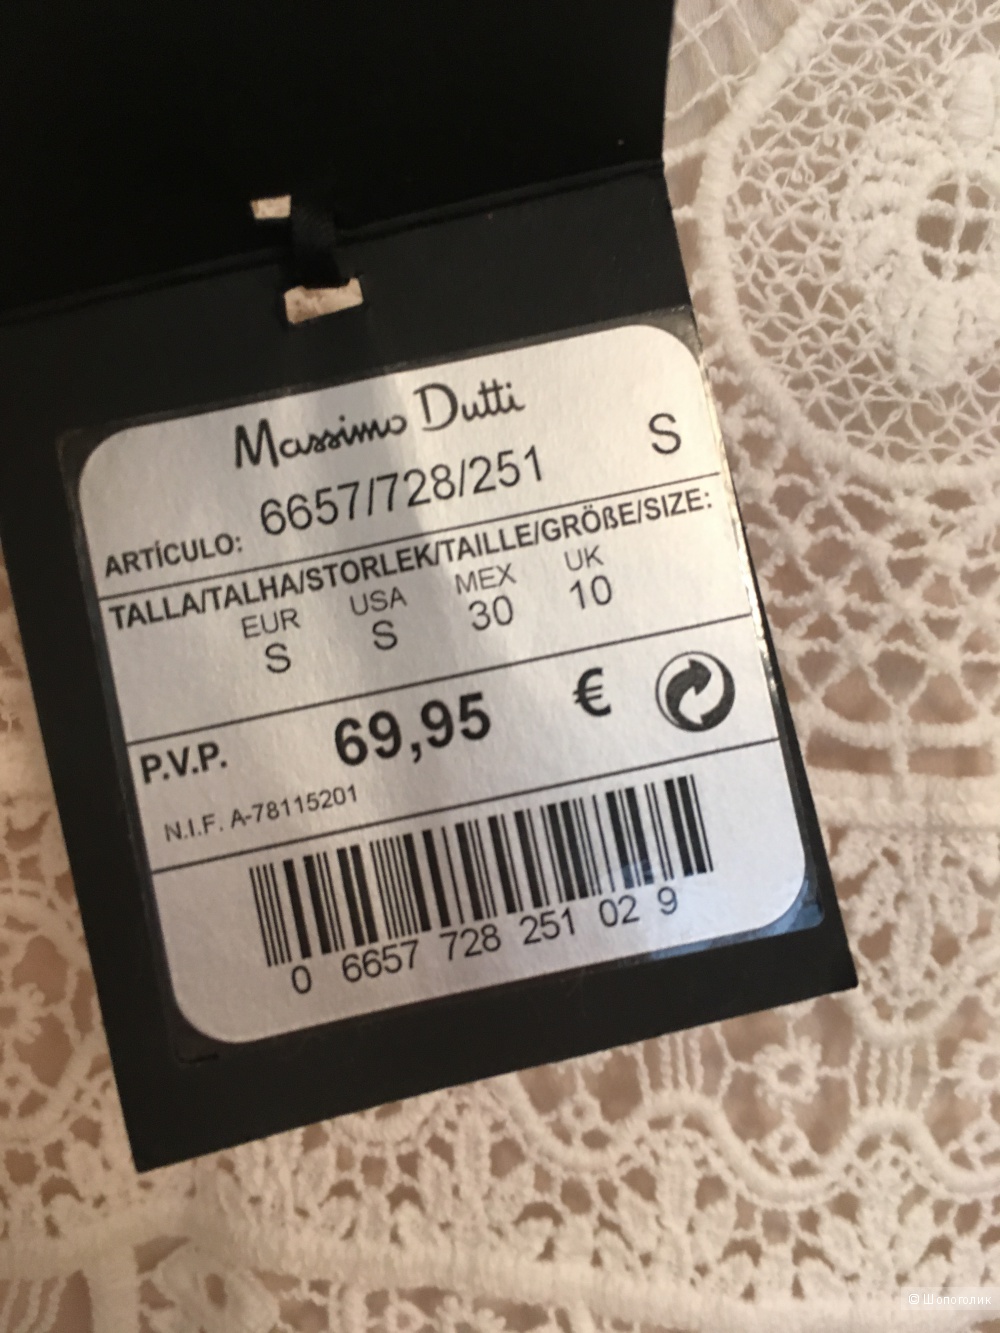 Massimo Dutti
ARTÍCULO: 6657/728/251 S
TALLA/TALHA/STORLEK/TAILLE/GRÖßE/SIZE:
EUR USA MEX UK
S S 30 10
P.V.P. 69,95 €
N.I.F. A-78115201
0 6657 728 251 02 9
© Шопоголик